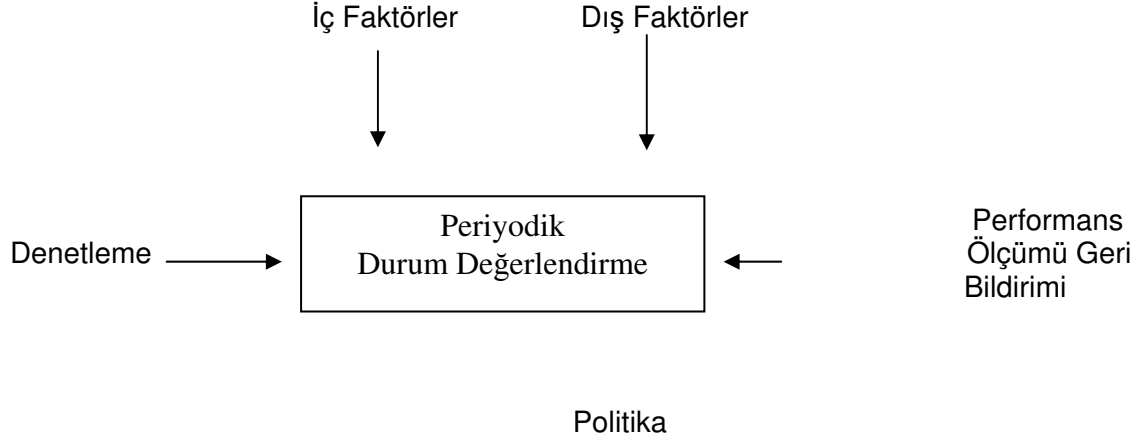 İç Faktörler Dış Faktörler
Periyodik
Durum Değerlendirme
Denetleme
Performans
Ölçümü Geri
Bildirimi
Politika